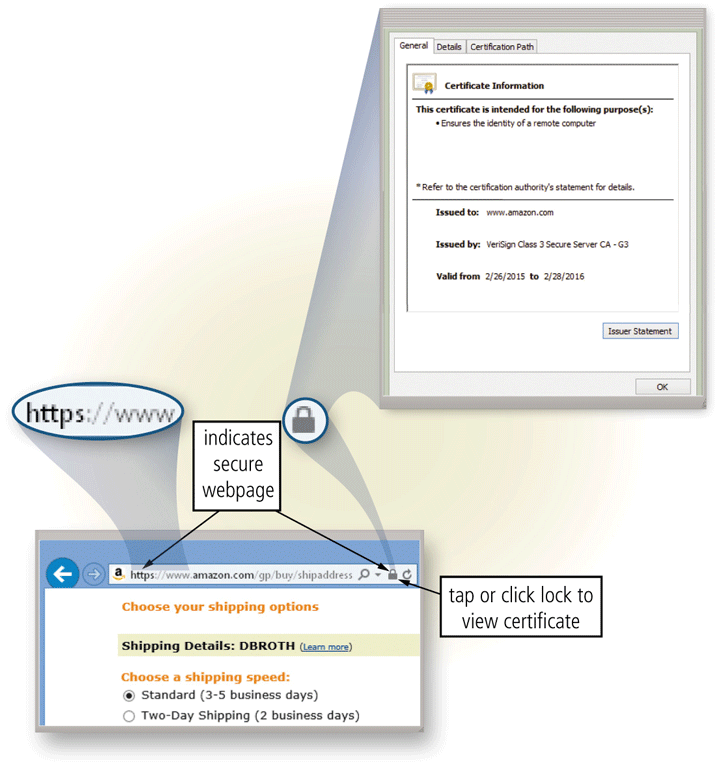 General Details Certification Path
Certificate Information
This certificate is intended for the following purpose(s):
• Ensures the identity of a remote computer
* Refer to the certification authority's statement for details.
Issued to: www.amazon.com
Issued by: VeriSign Class 3 Secure Server CA - G3
Valid from 2/26/2015 to 2/28/2016
Issuer Statement
OK
https://www
indicates
secure
webpage
a https://www.amazon.com/gp/buy/shipaddress
tap or click lock to
view certificate
Choose your shipping options
Shipping Details: DBROTH (Learn more)
Choose a shipping speed:
Standard (3-5 business days)
Two-Day Shipping (2 business days)